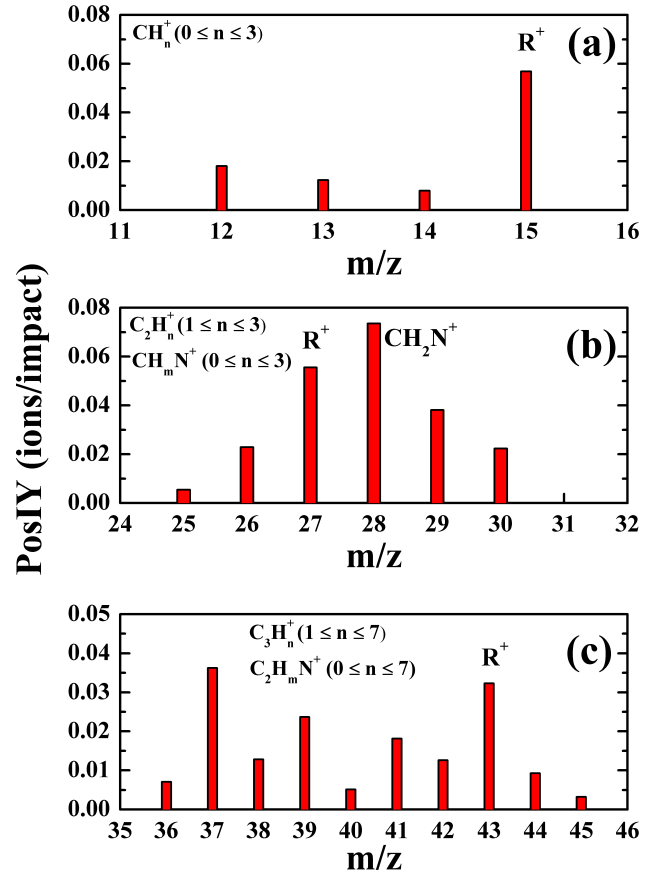 PosIY (ions/impact)
0.08
0.06
0.04
0.02
0.00
CHₙ⁺ (0 ≤ n ≤ 3)
R⁺
(a)
11 12 13 14 15 16
m/z
0.08
0.06
0.04
0.02
0.00
C₂Hₙ⁺ (1 ≤ n ≤ 3)
CHₘN⁺ (0 ≤ n ≤ 3)
R⁺
CH₂N⁺
(b)
24 25 26 27 28 29 30 31 32
m/z
0.05
0.04
0.03
0.02
0.01
0.00
C₃Hₙ⁺ (1 ≤ n ≤ 7)
C₂HₘN⁺ (0 ≤ n ≤ 7)
R⁺
(c)
35 36 37 38 39 40 41 42 43 44 45 46
m/z